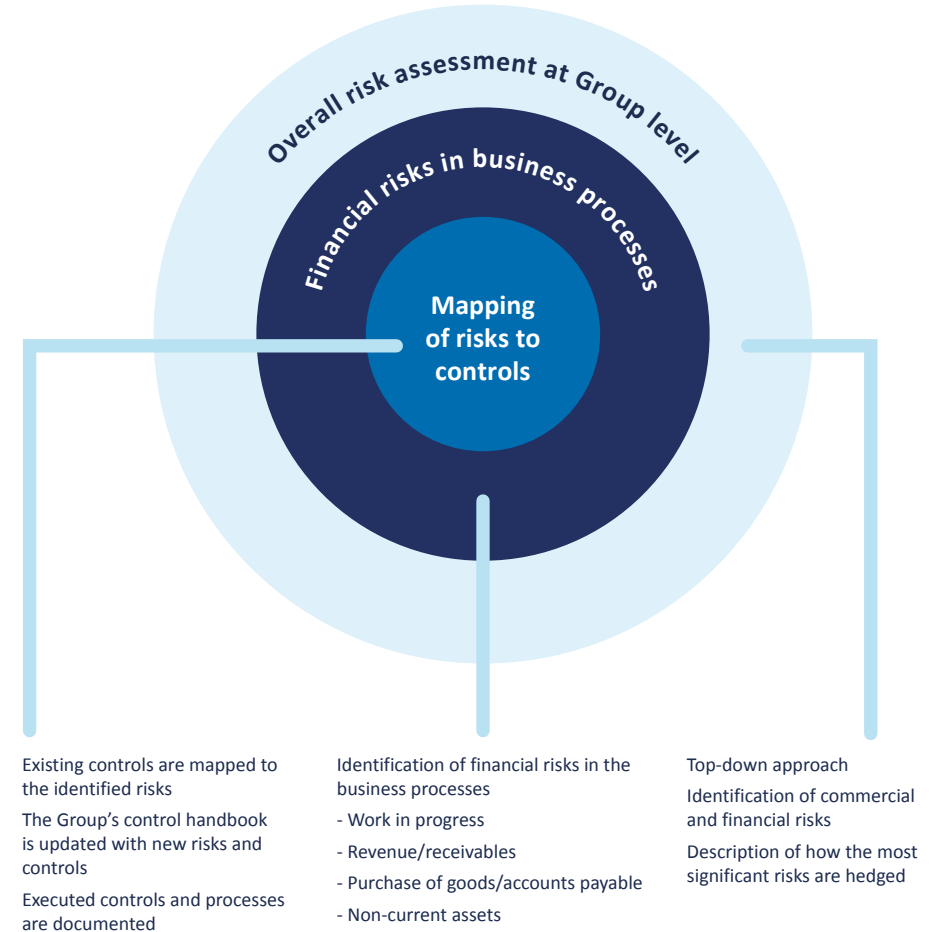 Overall risk assessment at Group level
Financial risks in business processes
Mapping
of risks to
controls
Existing controls are mapped to
the identified risks
The Group’s control handbook
is updated with new risks and
controls
Executed controls and processes
are documented
Identification of financial risks in the
business processes
- Work in progress
- Revenue/receivables
- Purchase of goods/accounts payable
- Non-current assets
Top-down approach
Identification of commercial
and financial risks
Description of how the most
significant risks are hedged